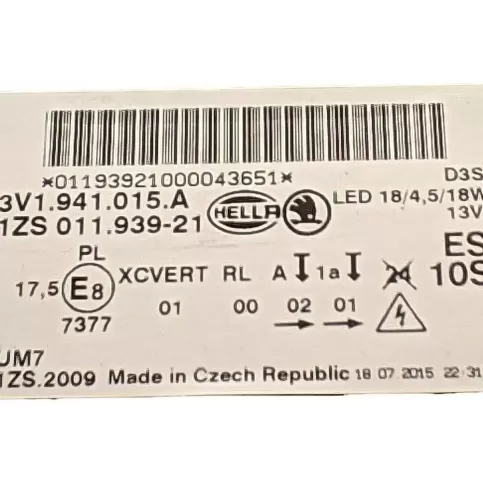 *01193921000043651*
D3S
3V1.941.015.A
HELLA
LED 18/4,5/18W
1ZS 011.939-21
13V
PL
ES
17,5 E8 XCVERT RL A 1a 24 10S
7377 01 00 02 01
UM7
1ZS.2009 Made in Czech Republic 18 07 2015 22:31